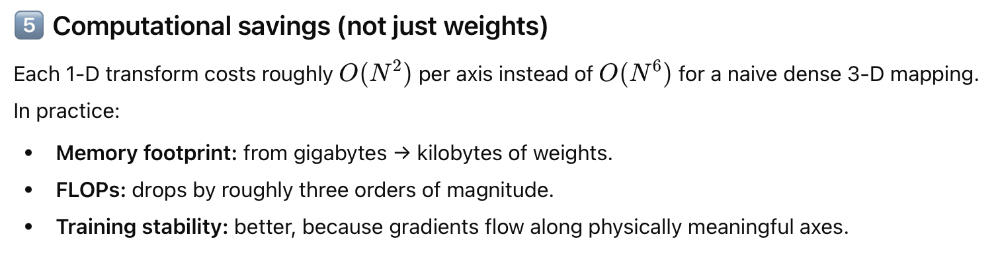 5️⃣ Computational savings (not just weights)
Each 1-D transform costs roughly O(N²) per axis instead of O(N⁶) for a naive dense 3-D mapping.
In practice:
• Memory footprint: from gigabytes → kilobytes of weights.
• FLOPs: drops by roughly three orders of magnitude.
• Training stability: better, because gradients flow along physically meaningful axes.